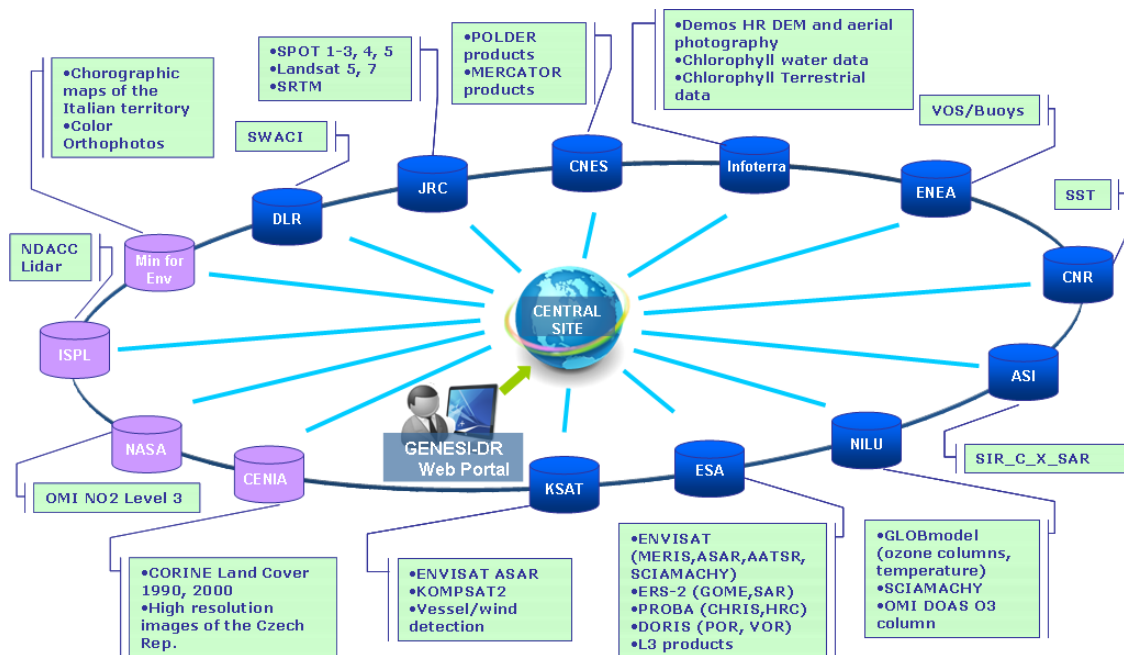 •Demos HR DEM and aerial
photography
•Chlorophyll water data
•Chlorophyll Terrestrial
data
•POLDER
products
•MERCATOR
products
•SPOT 1-3, 4, 5
•Landsat 5, 7
•SRTM
•Chorographic
maps of the
Italian territory
•Color
Orthophotos
SWACI
VOS/Buoys
SST
NDACC
Lidar
CNES
Infoterra
JRC
ENEA
DLR
Min for
Env
CNR
CENTRAL
SITE
ISPL
ASI
NASA
GENESI-DR
Web Portal
NILU
CENIA
KSAT
ESA
SIR_C_X_SAR
OMI NO2 Level 3
•CORINE Land Cover
1990, 2000
•High resolution
images of the Czech
Rep.
•ENVISAT ASAR
•KOMPSAT2
•Vessel/wind
detection
•ENVISAT
(MERIS,ASAR,AATSR,
SCIAMACHY)
•ERS-2 (GOME,SAR)
•PROBA (CHRIS,HRC)
•DORIS (POR, VOR)
•L3 products
•GLOBmodel
(ozone columns,
temperature)
•SCIAMACHY
•OMI DOAS O3
column